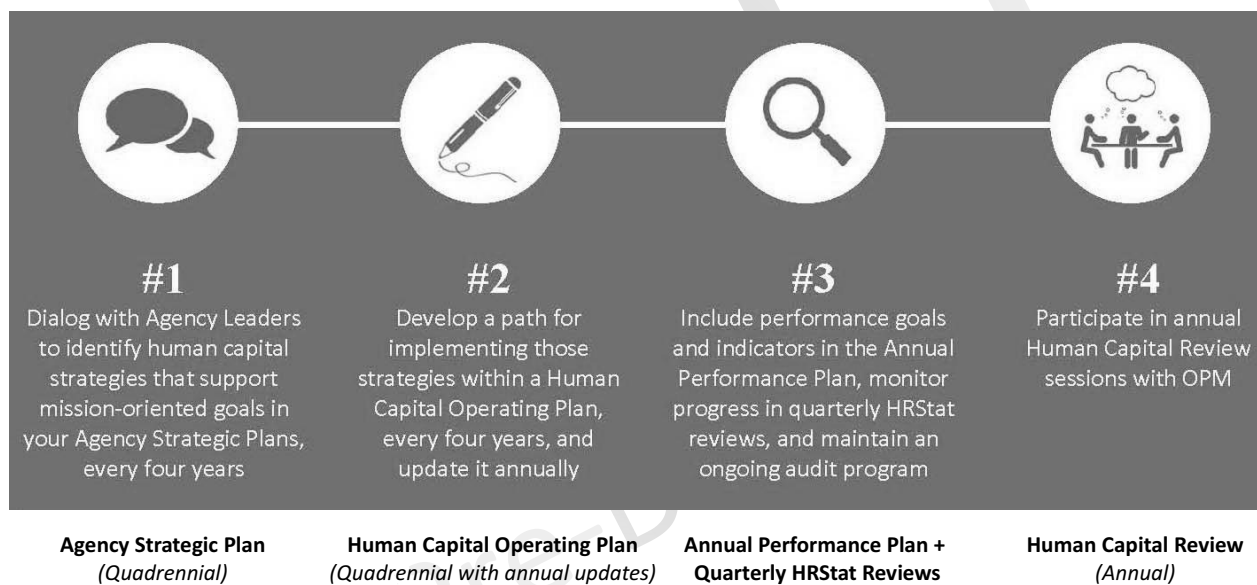 #1
Dialog with Agency Leaders
to identify human capital
strategies that support
mission-oriented goals in
your Agency Strategic Plans,
every four years
#2
Develop a path for
implementing those
strategies within a Human
Capital Operating Plan,
every four years, and
update it annually
#3
Include performance goals
and indicators in the Annual
Performance Plan, monitor
progress in quarterly HRStat
reviews, and maintain an
ongoing audit program
#4
Participate in annual
Human Capital Review
sessions with OPM
Agency Strategic Plan
(Quadrennial)
Human Capital Operating Plan
(Quadrennial with annual updates)
Annual Performance Plan +
Quarterly HRStat Reviews
Human Capital Review
(Annual)